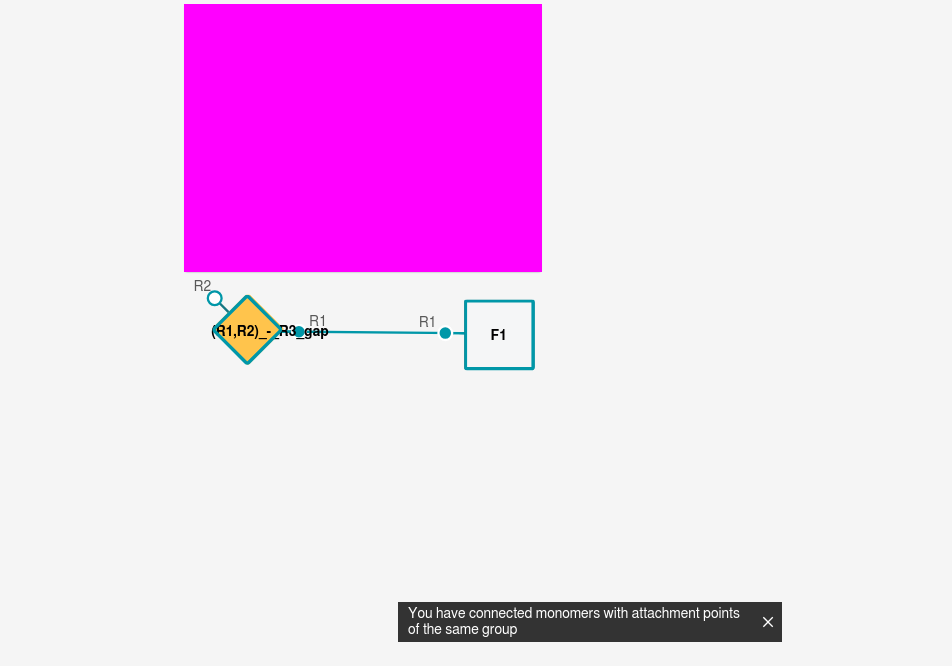 R2
(R1,R2)_-_R3_gap
R1
R1
F1
You have connected monomers with attachment points
of the same group